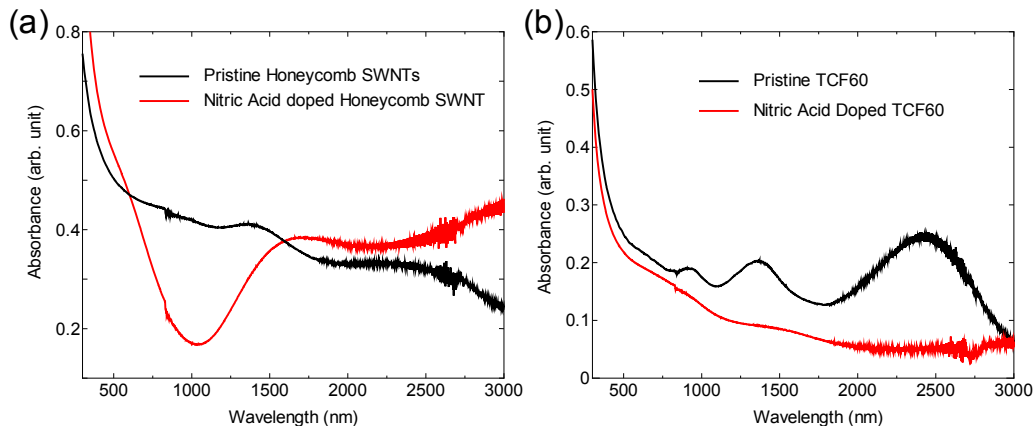 (a)
0.8
0.6
0.4
0.2
Absorbance (arb. unit)
Pristine Honeycomb SWNTs
Nitric Acid doped Honeycomb SWNT
500 1000 1500 2000 2500 3000
Wavelength (nm)
(b)
0.6
0.5
0.4
0.3
0.2
0.1
0.0
Absorbance (arb. unit)
Pristine TCF60
Nitric Acid Doped TCF60
500 1000 1500 2000 2500 3000
Wavelength (nm)